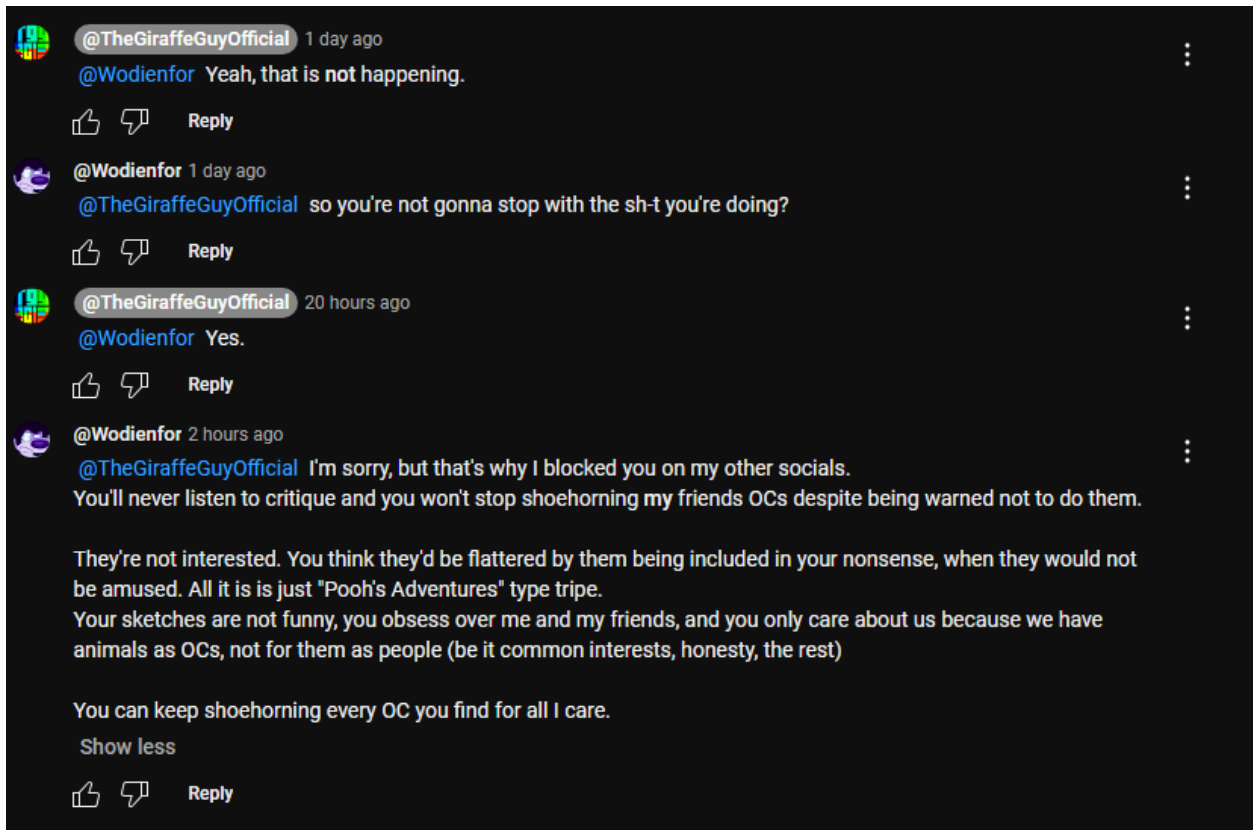 @TheGiraffeGuyOfficial 1 day ago
@Wodienfor Yeah, that is not happening.
Reply
@Wodienfor 1 day ago
@TheGiraffeGuyOfficial so you're not gonna stop with the sh-t you're doing?
Reply
@TheGiraffeGuyOfficial 20 hours ago
@Wodienfor Yes.
Reply
@Wodienfor 2 hours ago
@TheGiraffeGuyOfficial I'm sorry, but that's why I blocked you on my other socials.
You'll never listen to critique and you won't stop shoehorning my friends OCs despite being warned not to do them.
They're not interested. You think they'd be flattered by them being included in your nonsense, when they would not
be amused. All it is is just "Pooh's Adventures" type tripe.
Your sketches are not funny, you obsess over me and my friends, and you only care about us because we have
animals as OCs, not for them as people (be it common interests, honesty, the rest)
You can keep shoehorning every OC you find for all I care.
Show less
Reply